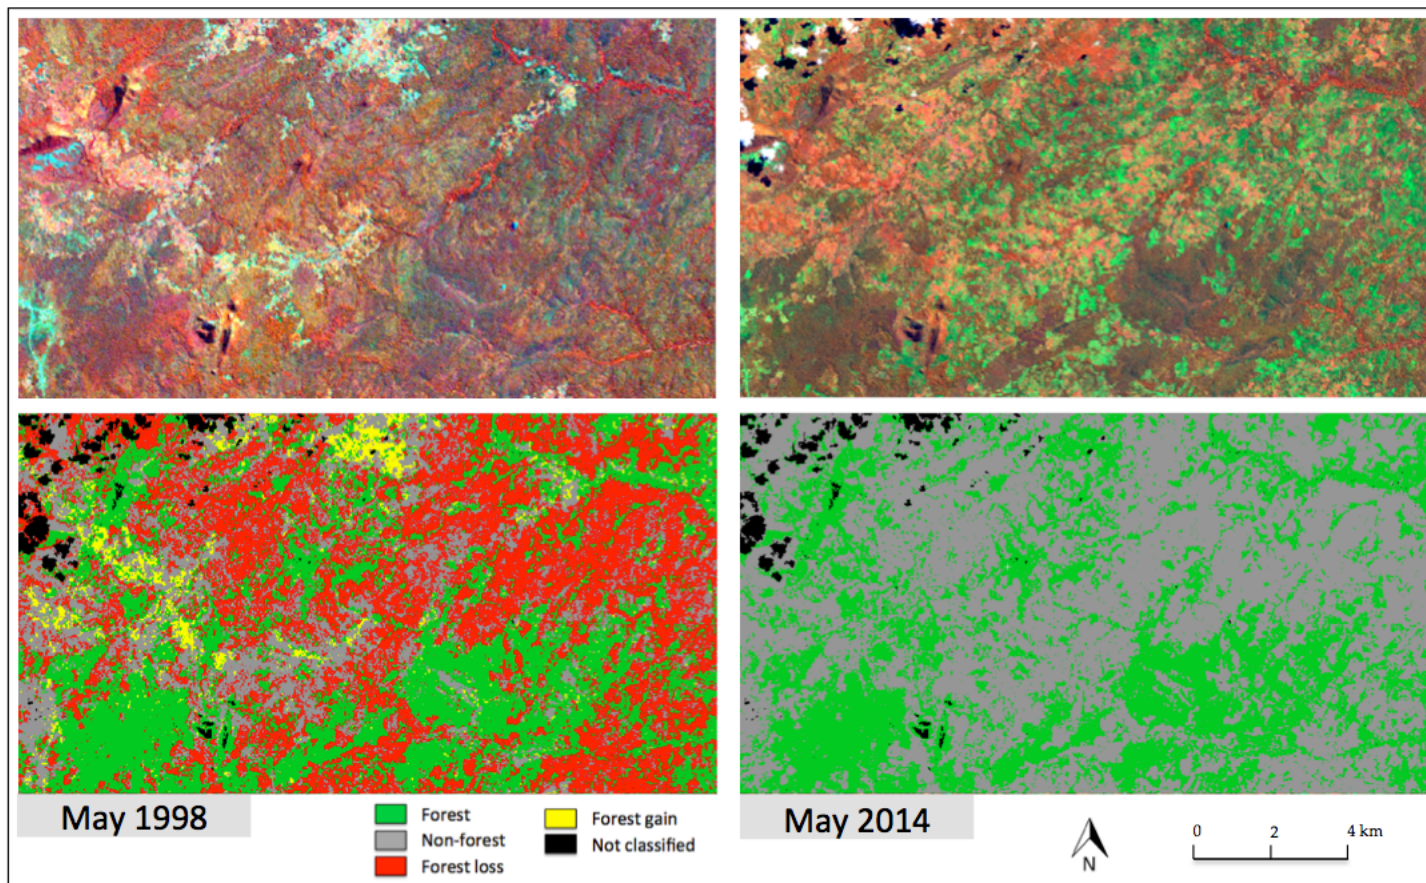 May 1998
Forest
Non-forest
Forest loss
Forest gain
Not classified
May 2014
N
0 2 4 km